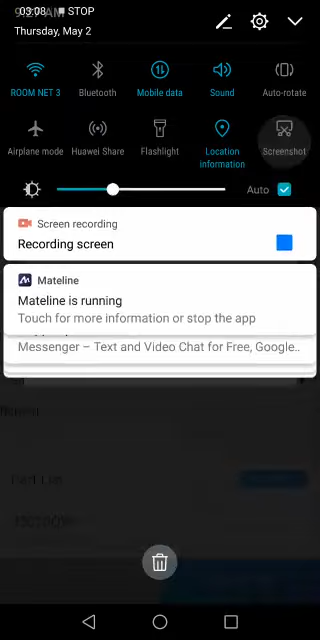 03:08 STOP
Thursday, May 2
ROOM NET 3 Bluetooth Mobile data Sound Auto-rotate
Airplane mode Huawei Share Flashlight Location information Screenshot
Auto
Screen recording
Recording screen
Mateline
Mateline is running
Touch for more information or stop the app
Messenger – Text and Video Chat for Free, Google..